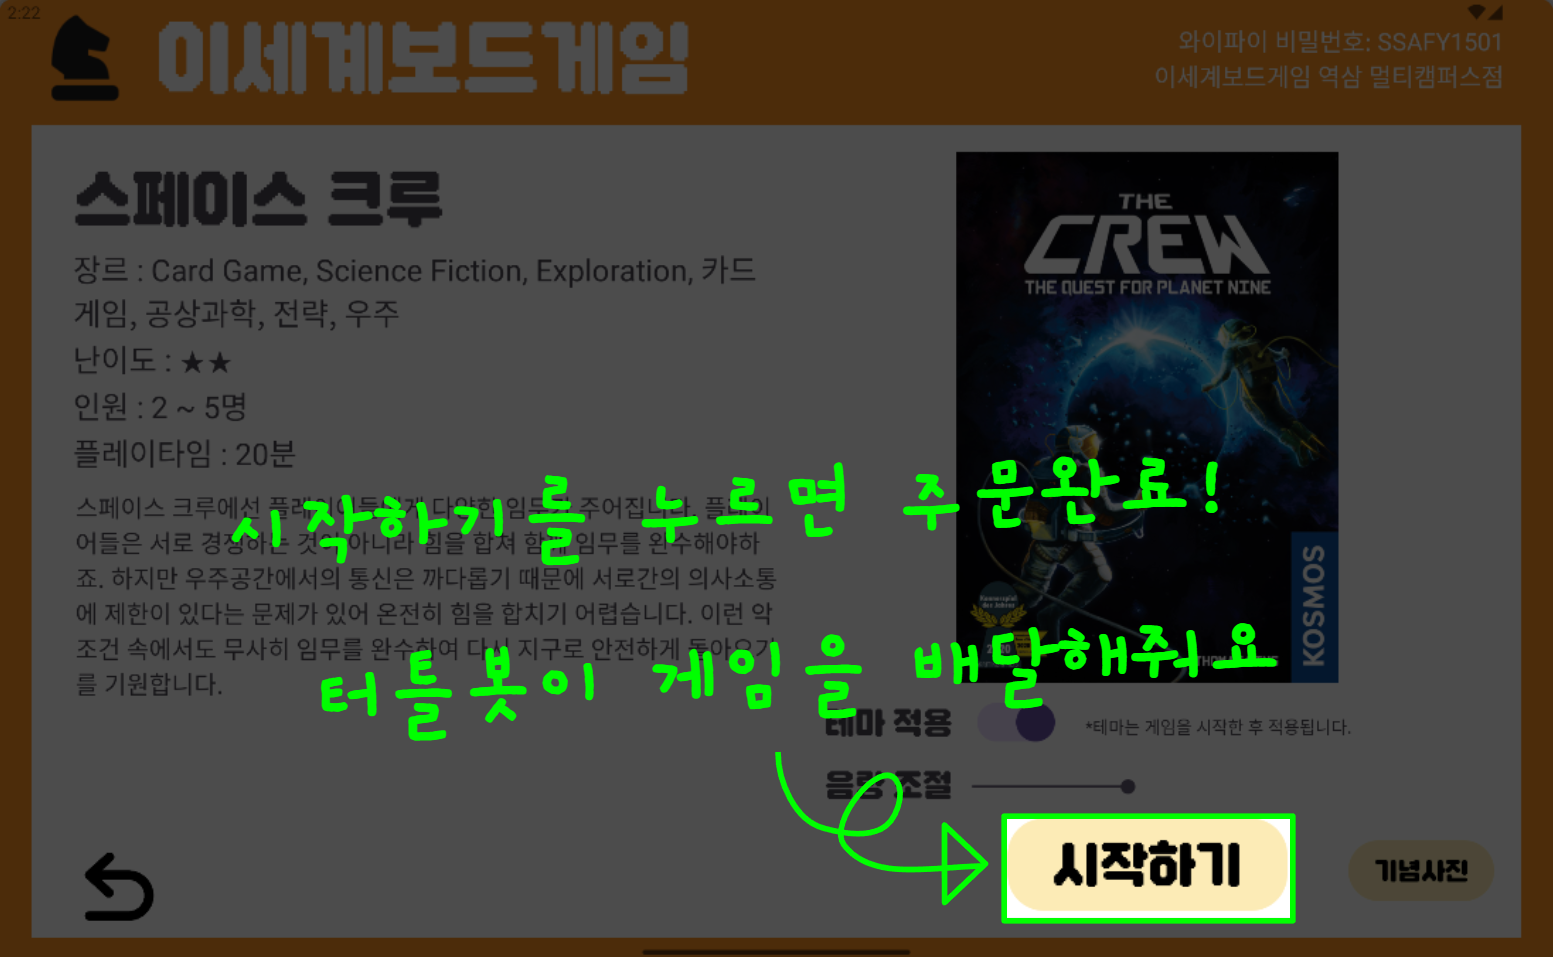 2:22
이세계보드게임
와이파이 비밀번호: SSAFY1501
이세계보드게임 역삼 멀티캠퍼스점
스페이스 크루
장르 : Card Game, Science Fiction, Exploration, 카드
게임, 공상과학, 전략, 우주
난이도 : ★★
인원 : 2 ~ 5명
플레이타임 : 20분
스페이스 크루에선 플레이어들에게 다양한 임무가 주어집니다. 플레이
어들은 서로 경쟁하는 것이 아니라 힘을 합쳐 함께 임무를 완수해야하
죠. 하지만 우주공간에서의 통신은 까다롭기 때문에 서로간의 의사소통
에 제한이 있다는 문제가 있어 온전히 힘을 합치기 어렵습니다. 이런 악
조건 속에서도 무사히 임무를 완수하여 다시 지구로 안전하게 돌아오기
를 기원합니다.
THE
CREW
THE QUEST FOR PLANET NINE
Kennerspiel
des Jahres
2020
KOSMOS
시작하기를 누르면 주문완료!
터틀봇이 게임을 배달해줘요
테마 적용
*테마는 게임을 시작한 후 적용됩니다.
음량 조절
시작하기
기념사진